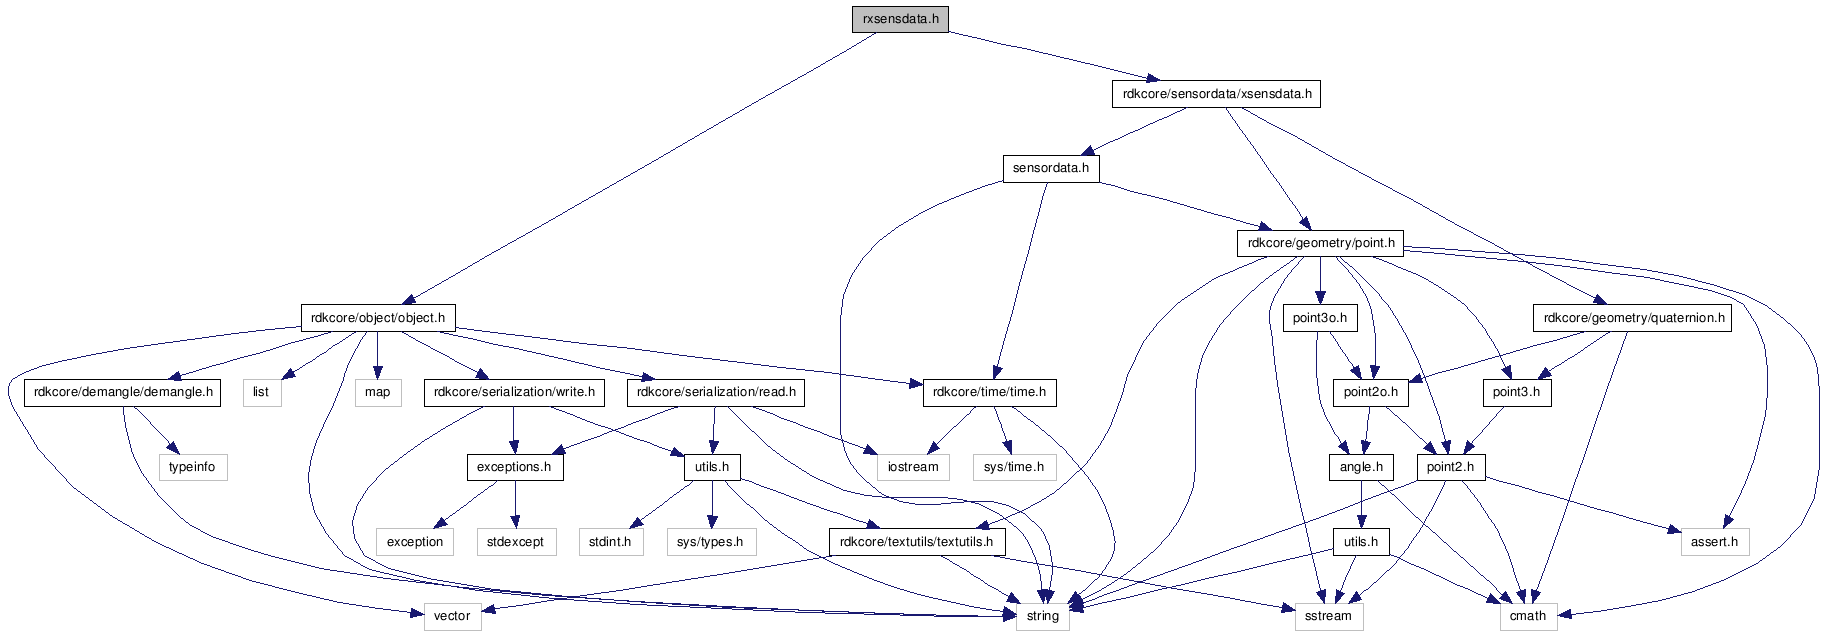 rxsensdata.h
rdkcore/sensordata/xsensdata.h
sensordata.h
rdkcore/geometry/point.h
rdkcore/object/object.h
point3o.h
rdkcore/geometry/quaternion.h
rdkcore/demangle/demangle.h
list
map
rdkcore/serialization/write.h
rdkcore/serialization/read.h
rdkcore/time/time.h
point2o.h
point3.h
typeinfo
exceptions.h
utils.h
iostream
sys/time.h
angle.h
point2.h
exception
stdexcept
stdint.h
sys/types.h
rdkcore/textutils/textutils.h
utils.h
assert.h
vector
string
sstream
cmath